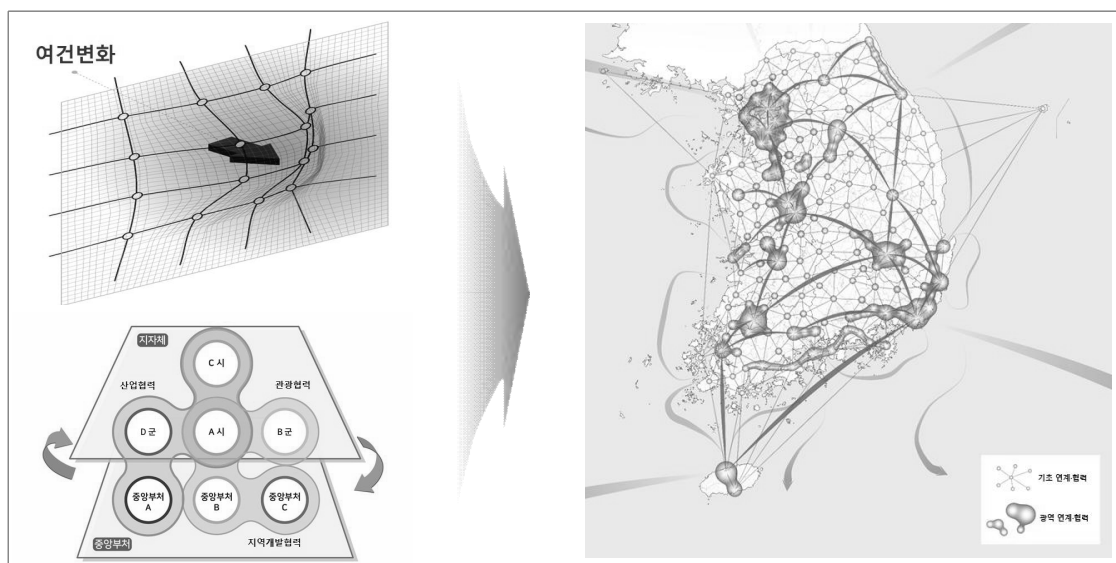 여건변화
지자체
C 시
산업협력
관광협력
D 군
A 시
B 군
중앙부처
A
중앙부처
B
중앙부처
C
중앙부처
지역개발협력
기초 연계·협력
광역 연계·협력